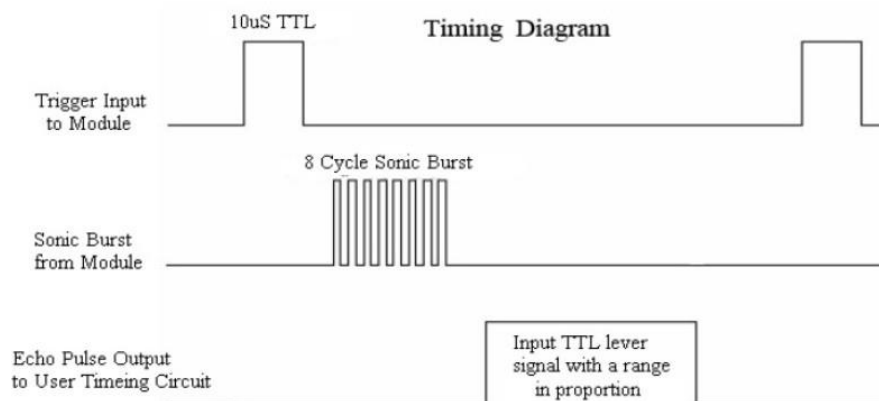 10uS TTL
Timing Diagram
Trigger Input
to Module
8 Cycle Sonic Burst
Sonic Burst
from Module
Echo Pulse Output
to User Timeing Circuit
Input TTL lever
signal with a range
in proportion